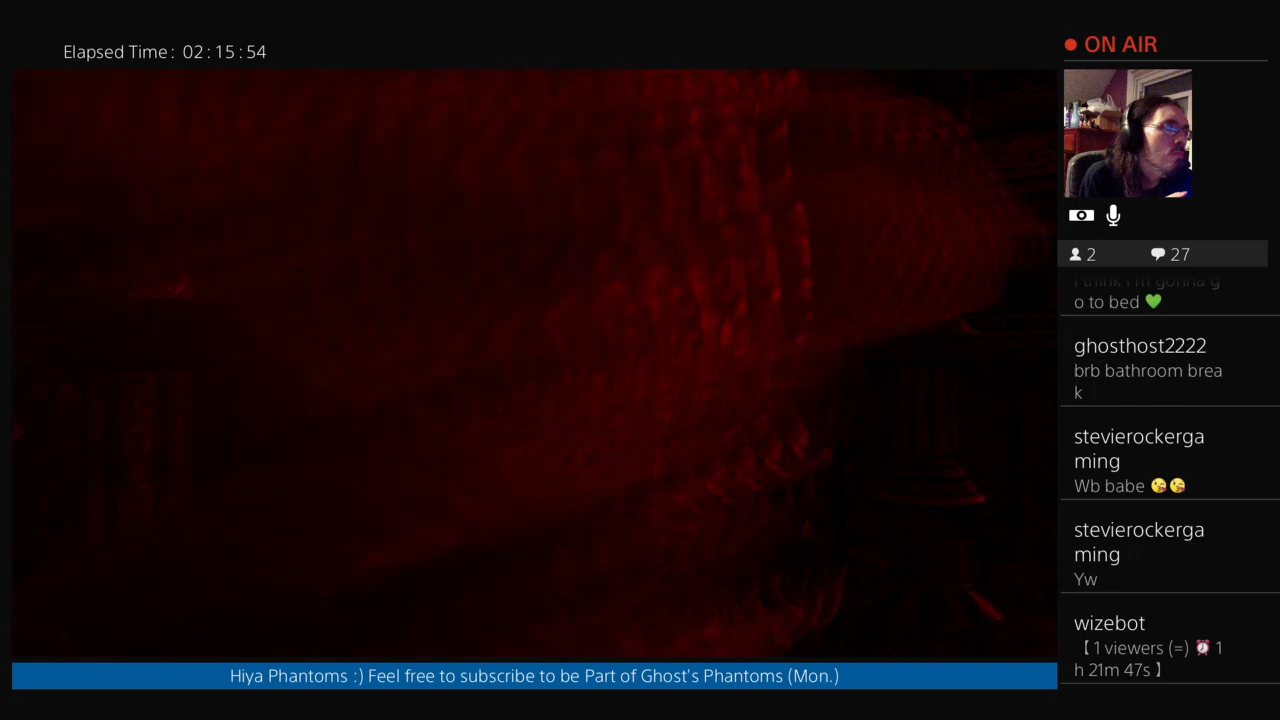 Elapsed Time: 02:15:54
ON AIR
2 27
I think I'm gonna g
o to bed 💚
ghosthost2222
brb bathroom brea
k
stevierockerga
ming
Wb babe 😘😘
stevierockerga
ming
Yw
wizebot
【1 viewers (=) ⏰ 1
h 21m 47s 】
Hiya Phantoms :) Feel free to subscribe to be Part of Ghost's Phantoms (Mon.)